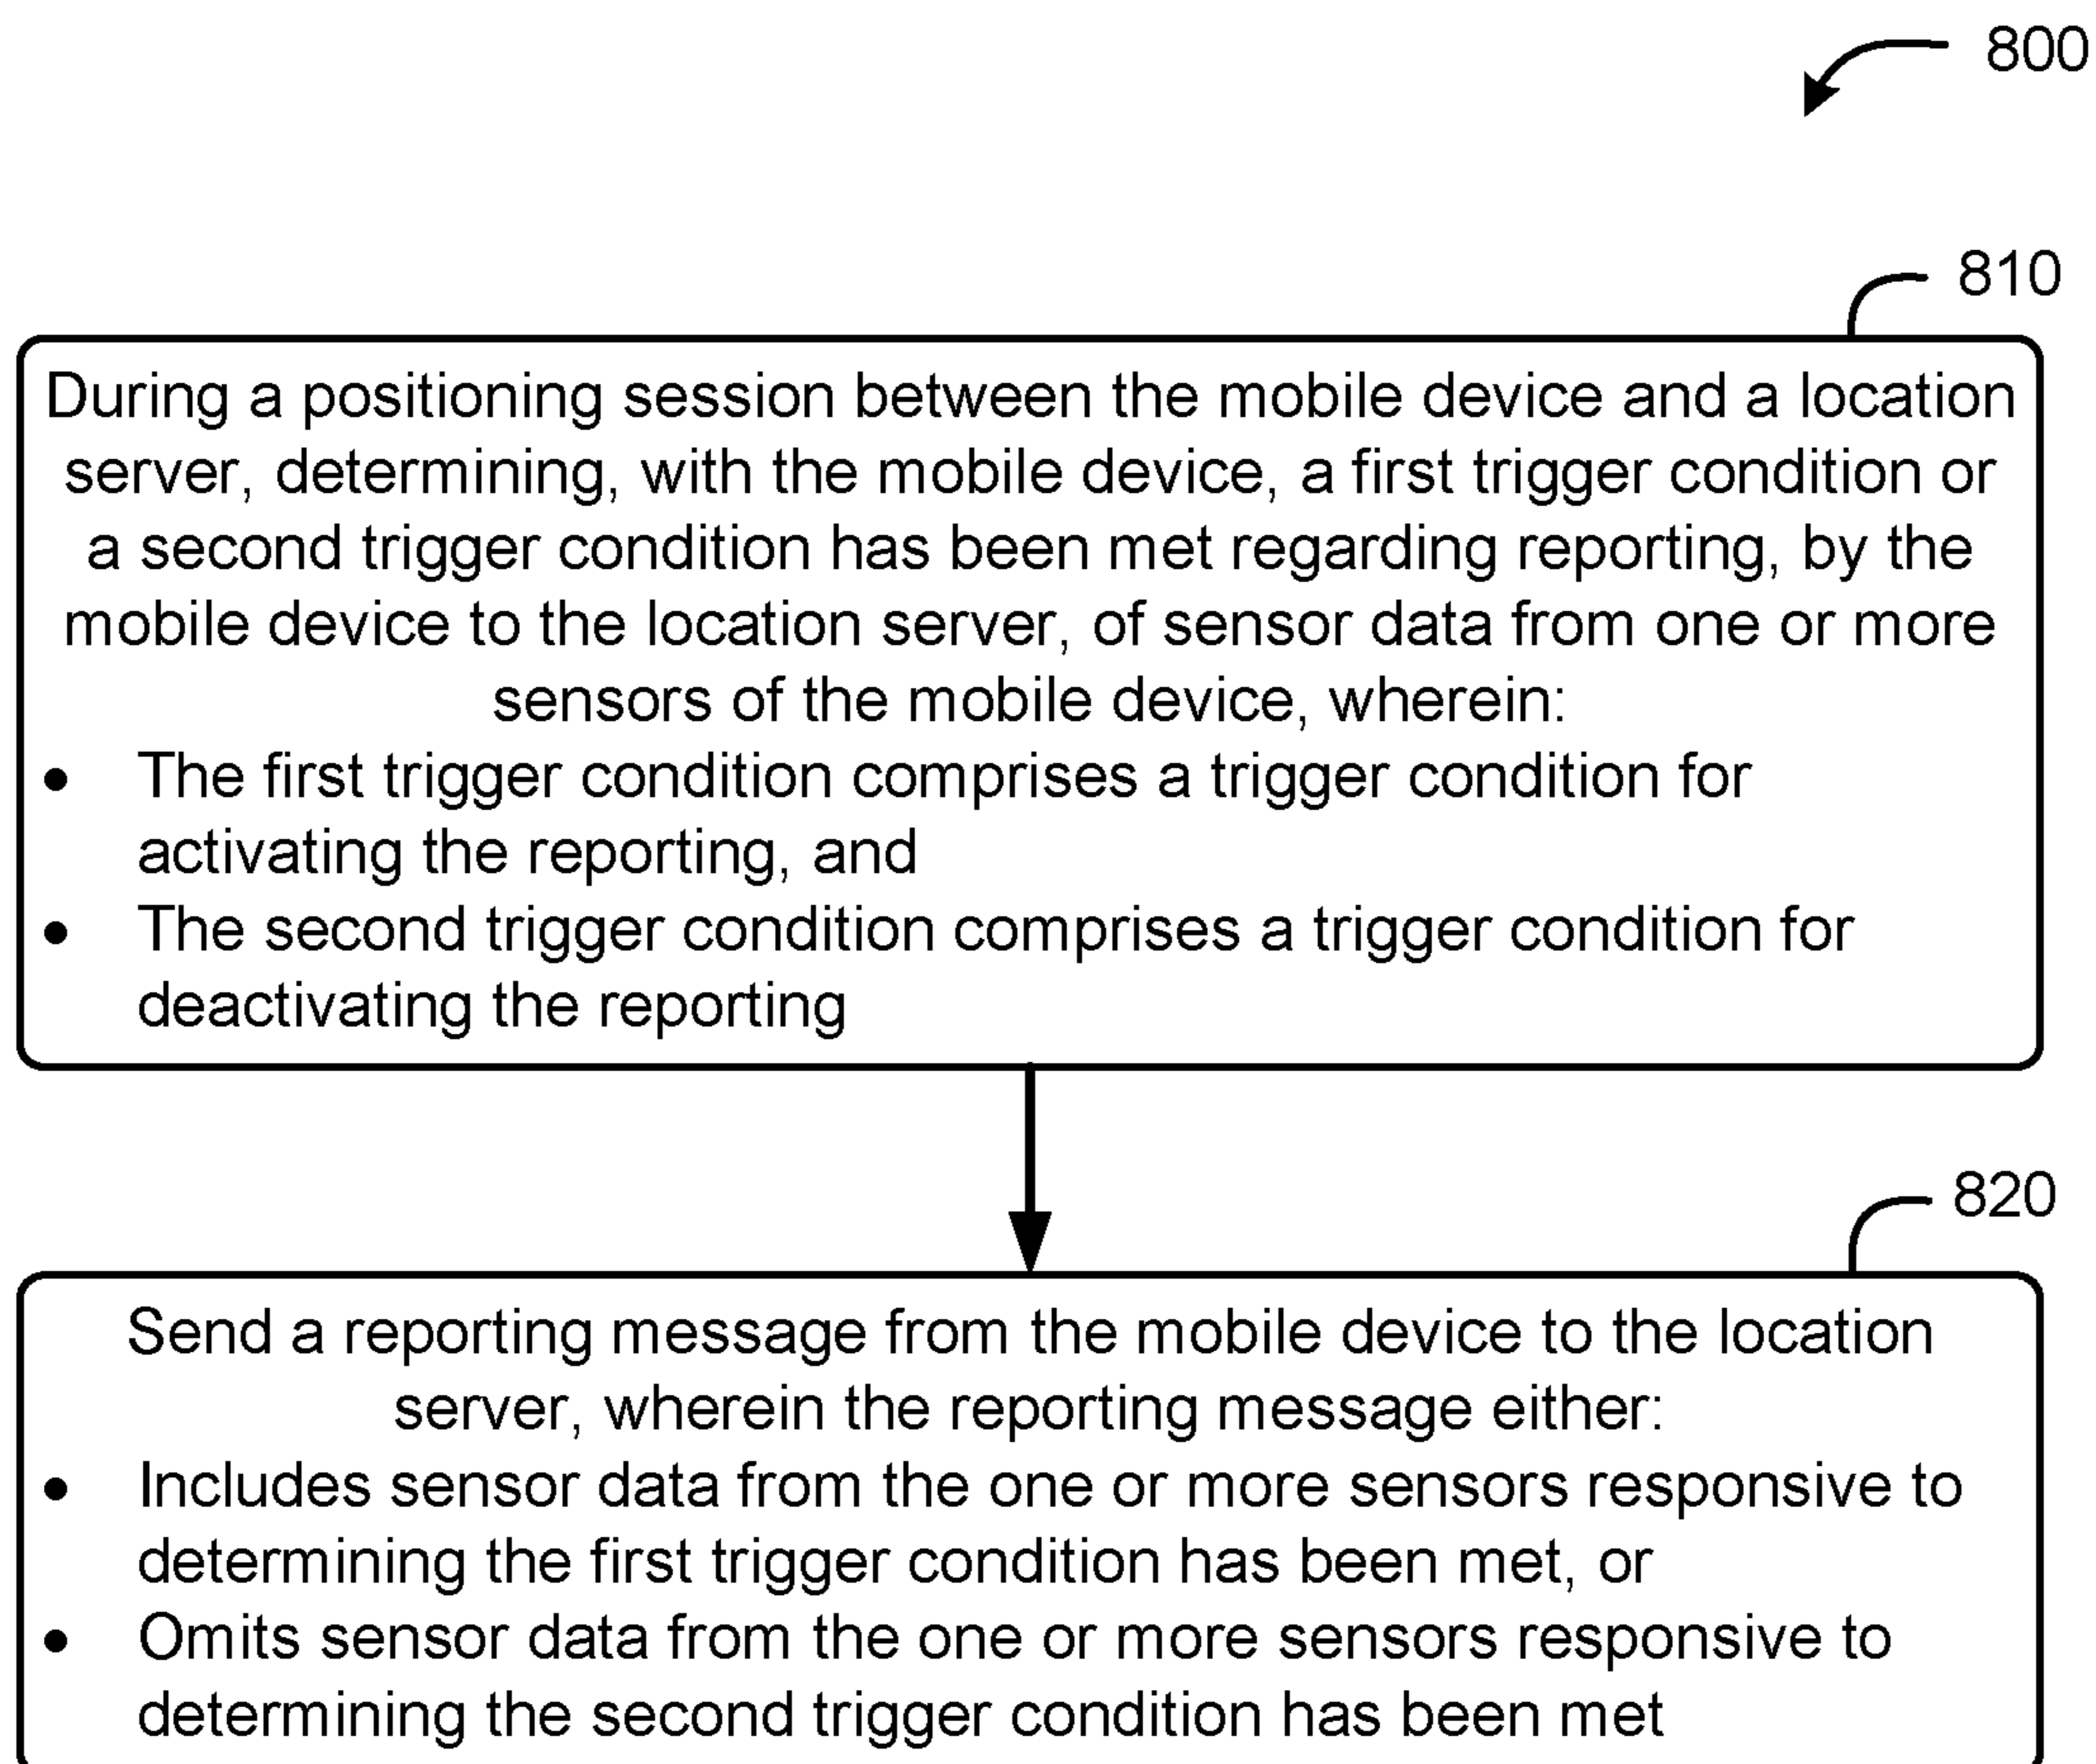 800
810
During a positioning session between the mobile device and a location
server, determining, with the mobile device, a first trigger condition or
a second trigger condition has been met regarding reporting, by the
mobile device to the location server, of sensor data from one or more
sensors of the mobile device, wherein:
• The first trigger condition comprises a trigger condition for
activating the reporting, and
• The second trigger condition comprises a trigger condition for
deactivating the reporting
820
Send a reporting message from the mobile device to the location
server, wherein the reporting message either:
• Includes sensor data from the one or more sensors responsive to
determining the first trigger condition has been met, or
• Omits sensor data from the one or more sensors responsive to
determining the second trigger condition has been met